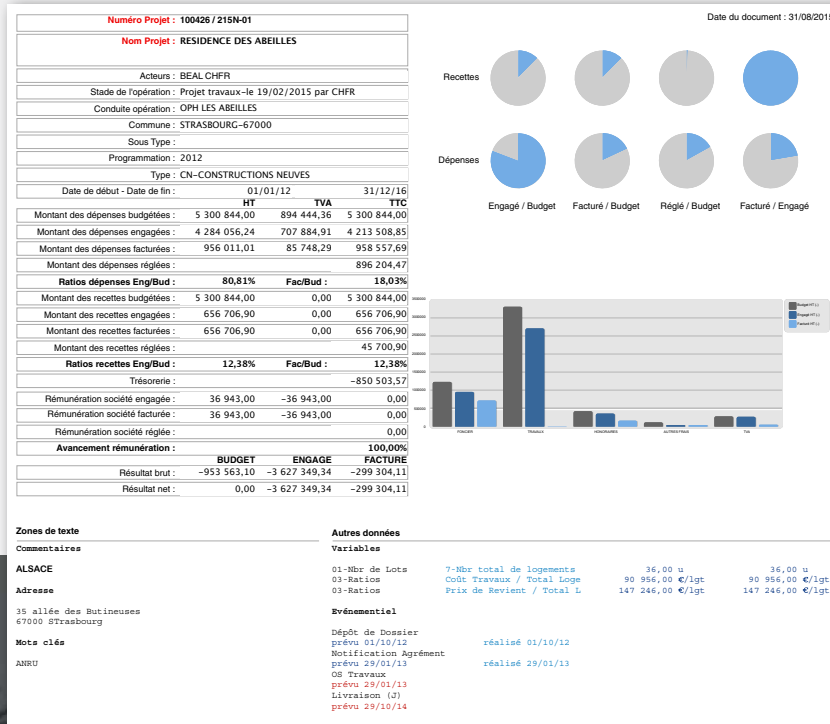 Numéro Projet : 100426 / 215N-01
Date du document : 31/08/2015
Nom Projet : RESIDENCE DES ABEILLES
Acteurs : BEAL CHFR
Stade de l'opération : Projet travaux-le 19/02/2015 par CHFR
Conduite opération : OPH LES ABEILLES
Commune : STRASBOURG-67000
Sous Type :
Programmation : 2012
Type : CN-CONSTRUCTIONS NEUVES
Date de début - Date de fin : 01/01/12 31/12/16
HT TVA TTC
Montant des dépenses budgétées : 5 300 844,00 894 444,36 5 300 844,00
Montant des dépenses engagées : 4 284 056,24 707 884,91 4 213 508,85
Montant des dépenses facturées : 956 011,01 85 748,29 958 557,69
Montant des dépenses réglées : 896 204,47
Ratios dépenses Eng/Bud : 80,81% Fac/Bud : 18,03%
Montant des recettes budgétées : 5 300 844,00 0,00 5 300 844,00
Montant des recettes engagées : 656 706,90 0,00 656 706,90
Montant des recettes facturées : 656 706,90 0,00 656 706,90
Montant des recettes réglées : 45 700,90
Ratios recettes Eng/Bud : 12,38% Fac/Bud : 12,38%
Trésorerie : -850 503,57
Rémunération société engagée : 36 943,00 -36 943,00 0,00
Rémunération société facturée : 36 943,00 -36 943,00 0,00
Rémunération société réglée : 0,00
Avancement rémunération : 100,00%
BUDGET ENGAGE FACTURE
Résultat brut : -953 563,10 -3 627 349,34 -299 304,11
Résultat net : 0,00 -3 627 349,34 -299 304,11
Recettes
Dépenses
Engagé / Budget Facturé / Budget Réglé / Budget Facturé / Engagé
FONCIER TRAVAUX HONORAIRES AUTRES FRAIS TVA
Zones de texte
Commentaires
ALSACE
Adresse
35 allée des Butineuses
67000 STrasbourg
Mots clés
ANRU
Autres données
Variables
01-Nbr de Lots 7-Nbr total de logements 36,00 u 36,00 u
03-Ratios Coût Travaux / Total Loge 90 956,00 €/lgt 90 956,00 €/lgt
03-Ratios Prix de Revient / Total L 147 246,00 €/lgt 147 246,00 €/lgt
Evénementiel
Dépôt de Dossier
prévu 01/10/12 réalisé 01/10/12
Notification Agrément
prévu 29/01/13 réalisé 29/01/13
OS Travaux
prévu 29/01/13
Livraison (J)
prévu 29/10/14